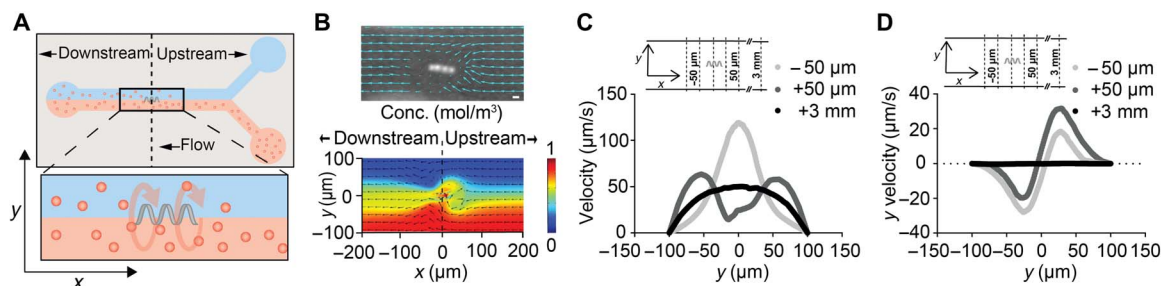 A
Downstream
Upstream
Flow
y
x
B
Conc. (mol/m³)
Downstream
Upstream
100
0
−100
y (µm)
−200
−100
0
100
200
x (µm)
1
0
C
y
x
-50 µm
50 µm
3 mm
− 50 µm
+50 µm
+3 mm
Velocity (µm/s)
150
100
50
0
−150
−100
−50
0
50
100
150
y (µm)
D
y
x
-50 µm
50 µm
3 mm
− 50 µm
+50 µm
+3 mm
y velocity (µm/s)
40
20
0
−20
−40
−150
−100
−50
0
50
100
150
y (µm)